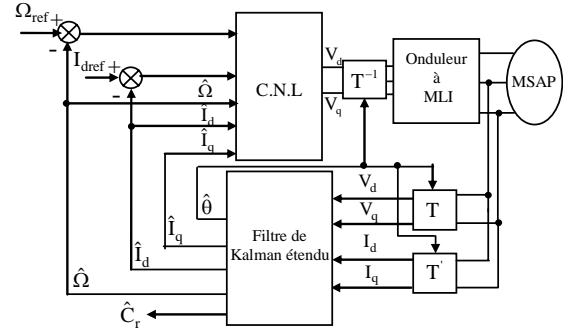 Ω_ref +
-
I_dref +
-
Ω̂
Î_d
Î_q
C.N.L
V_d
V_q
T⁻¹
Onduleur
à
MLI
MSAP
θ̂
Î_q
Î_d
Ω̂
Ĉ_r
Filtre de
Kalman étendu
V_d
V_q
I_d
I_q
T
T'